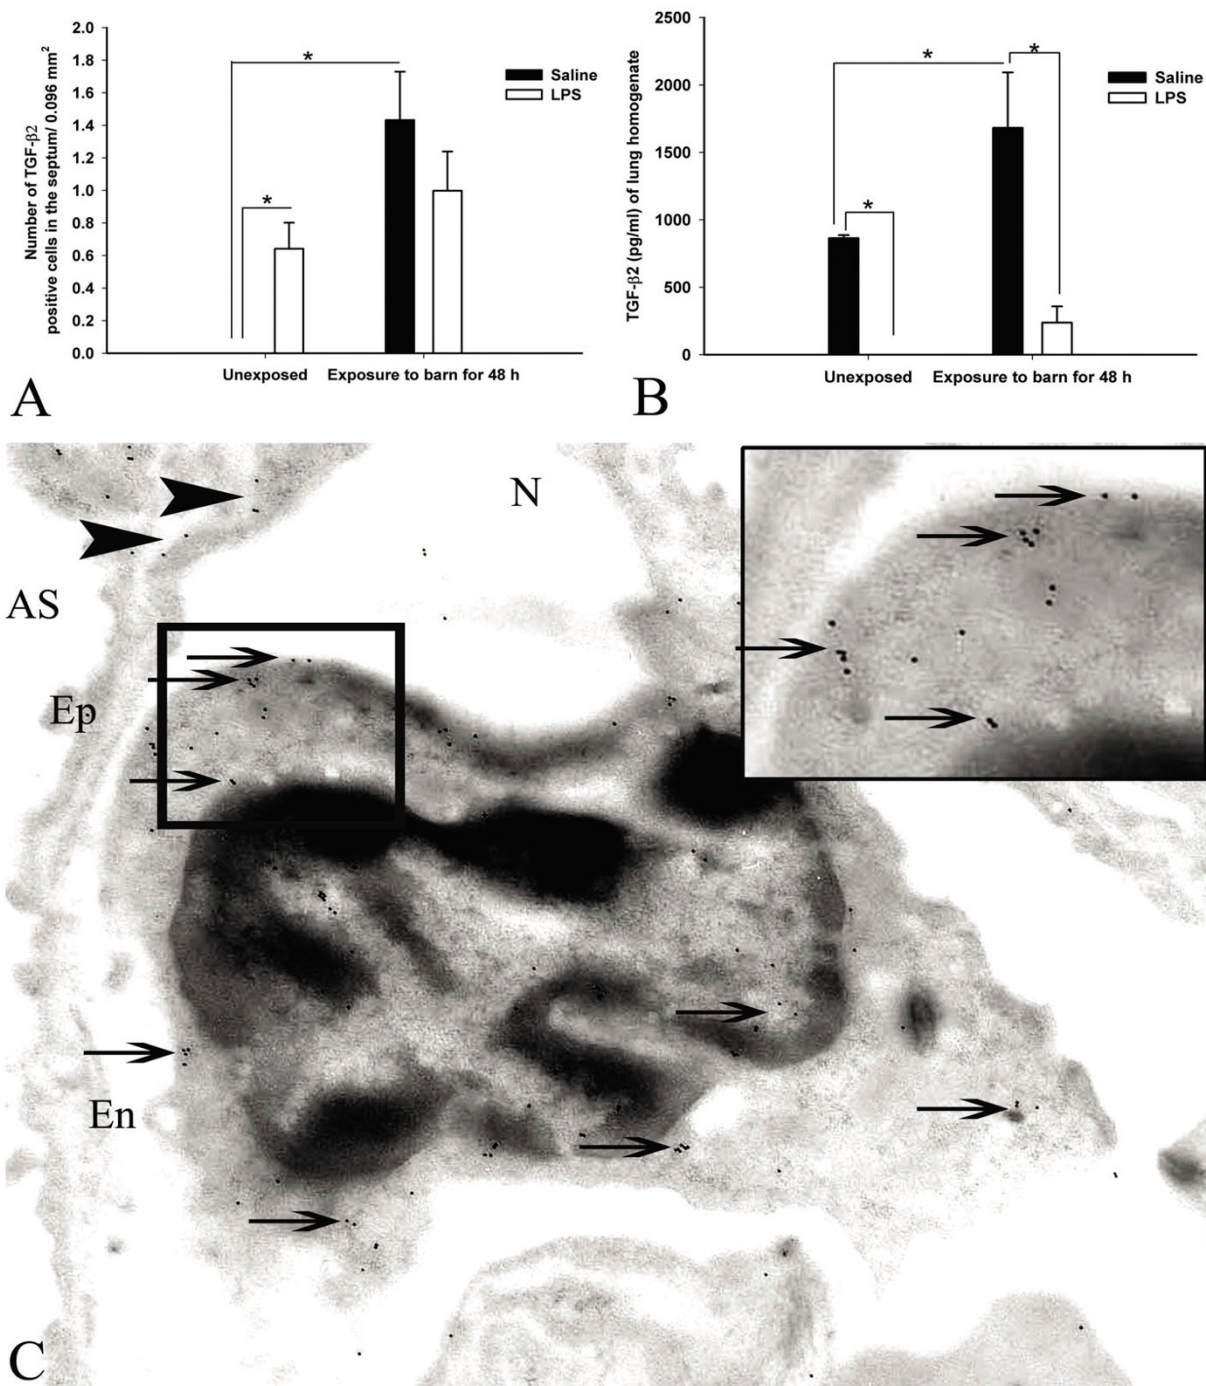 2.0
1.8
1.6
1.4
1.2
1.0
0.8
0.6
0.4
0.2
0.0
Number of TGF-β2
positive cells in the septum/ 0.096 mm²
*
*
Saline
LPS
Unexposed Exposure to barn for 48 h
A
2500
2000
1500
1000
500
0
TGF-β2 (pg/ml) of lung homogenate
*
*
*
Saline
LPS
Unexposed Exposure to barn for 48 h
B
N
AS
Ep
En
C